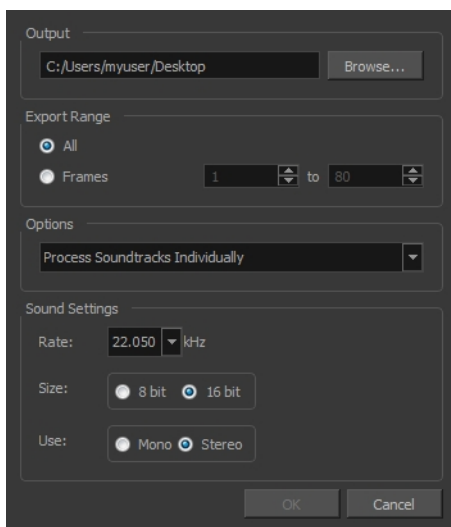 Output
C:/Users/myuser/Desktop Browse...
Export Range
All
Frames 1 to 80
Options
Process Soundtracks Individually
Sound Settings
Rate: 22.050 kHz
Size: 8 bit 16 bit
Use: Mono Stereo
OK Cancel